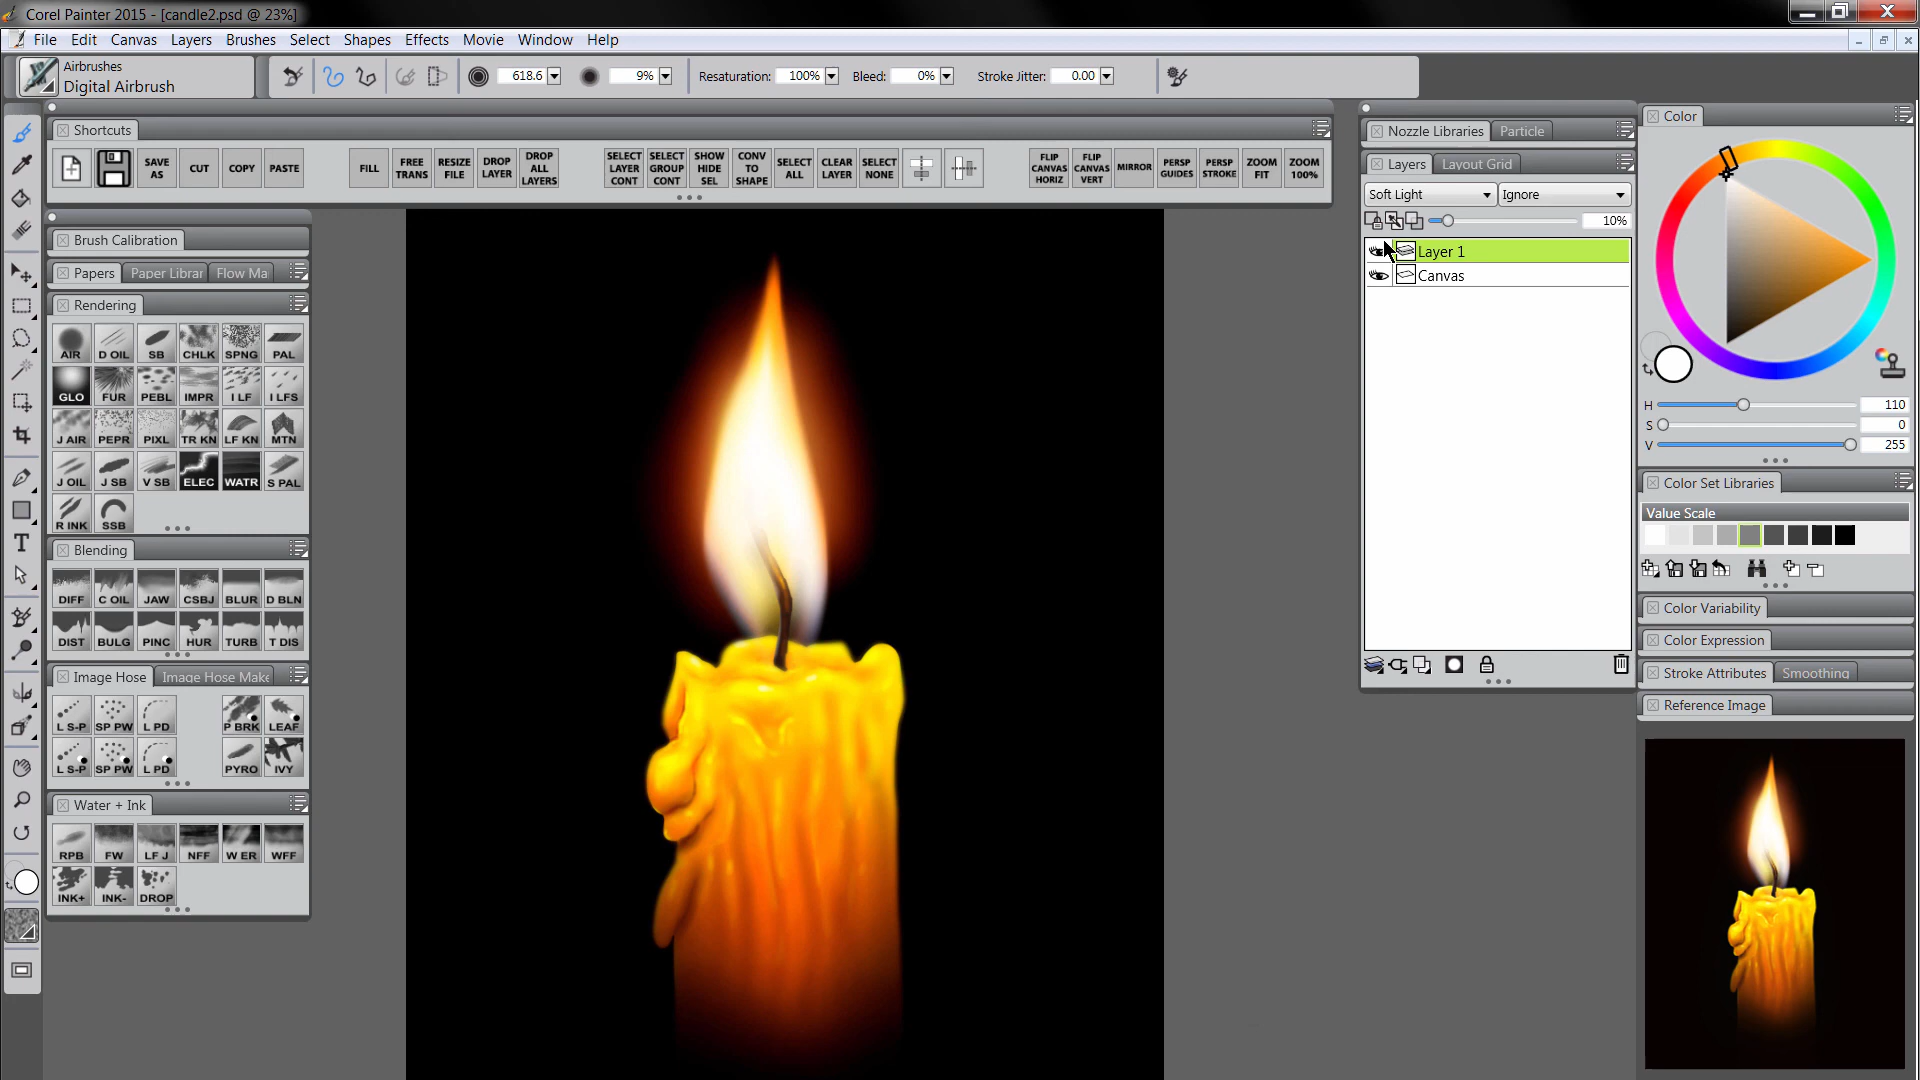 Corel Painter 2015 - [candle2.psd @ 23%]
File Edit Canvas Layers Brushes Select Shapes Effects Movie Window Help
Airbrushes
Digital Airbrush
618.6 9% Resaturation: 100% Bleed: 0% Stroke Jitter: 0.00
Shortcuts
SAVE AS CUT COPY PASTE FILL FREE TRANS RESIZE FILE DROP LAYER DROP ALL LAYERS SELECT LAYER CONT SELECT GROUP CONT SHOW HIDE SEL CONV TO SHAPE SELECT ALL CLEAR LAYER SELECT NONE FLIP CANVAS HORIZ FLIP CANVAS VERT MIRROR PERSP GUIDES PERSP STROKE ZOOM FIT ZOOM 100%
Brush Calibration
Papers Paper Librar Flow Ma
Rendering
AIR D OIL SB CHLK SPNG PAL
GLO FUR PEBL IMPR I LF I LFS
J AIR PEPR PIXL TR KN LF KN MTN
J OIL J SB V SB ELEC WATR S PAL
R INK SSB
Blending
DIFF C OIL JAW CSBJ BLUR D BLN
DIST BULG PINC HUR TURB T DIS
Image Hose Image Hose Make
L S-P SP PW L PD P BRK LEAF
L S-P SP PW L PD PYRO IVY
Water + Ink
RPB FW LF J NFF W ER WFF
INK+ INK- DROP
T
Nozzle Libraries Particle
Layers Layout Grid
Soft Light Ignore
10%
Layer 1
Canvas
Color
H 110
S 0
V 255
Color Set Libraries
Value Scale
Color Variability
Color Expression
Stroke Attributes Smoothing
Reference Image